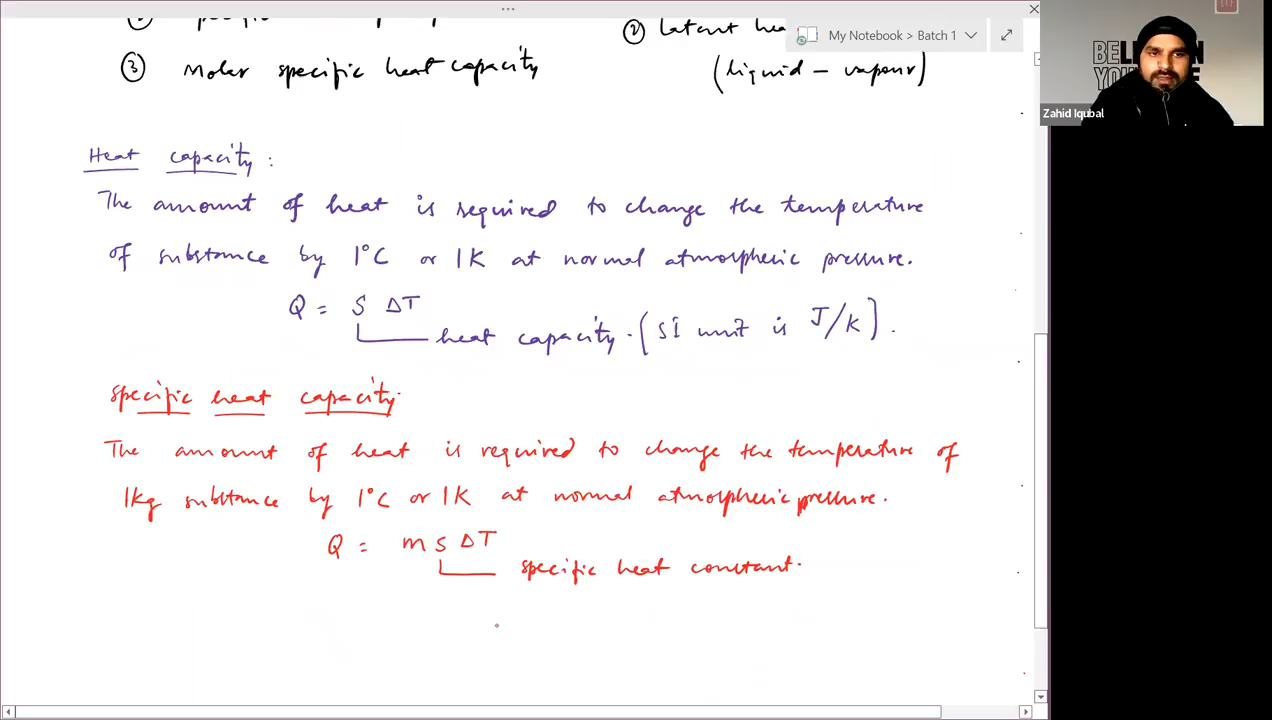 ② latent
My Notebook > Batch 1
③ Molar specific heat capacity
(liquid – vapour)
Zahid Iqubal
Heat capacity :
The amount of heat is required to change the temperature
of substance by 1°C or 1K at normal atmospheric pressure.
Q = S ΔT
heat capacity. (SI unit is J/K).
specific heat capacity.
The amount of heat is required to change the temperature of
1kg substance by 1°C or 1K at normal atmospheric pressure.
Q = m s ΔT
specific heat constant.